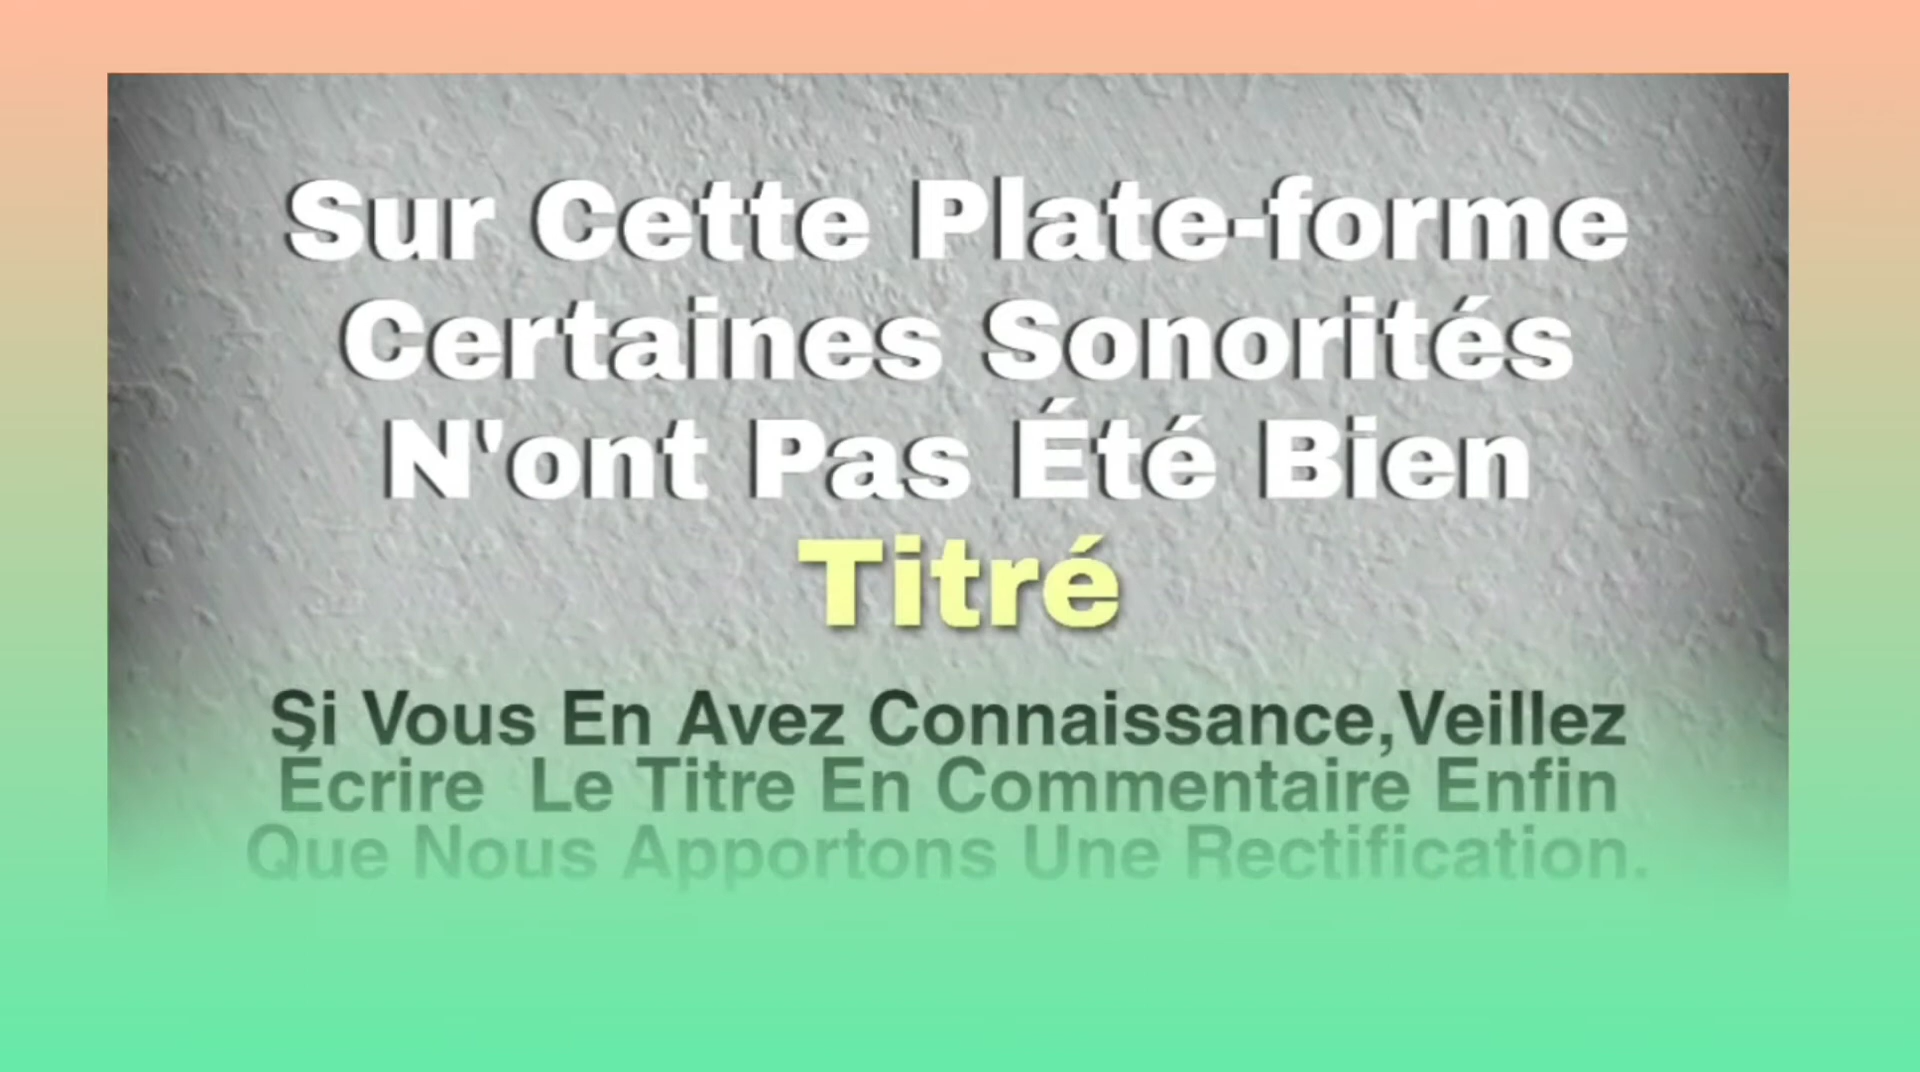 Sur Cette Plate-forme
Certaines Sonorités
N'ont Pas Été Bien
Titré
Si Vous En Avez Connaissance,Veillez
Écrire  Le Titre En Commentaire Enfin
Que Nous Apportons Une Rectification.